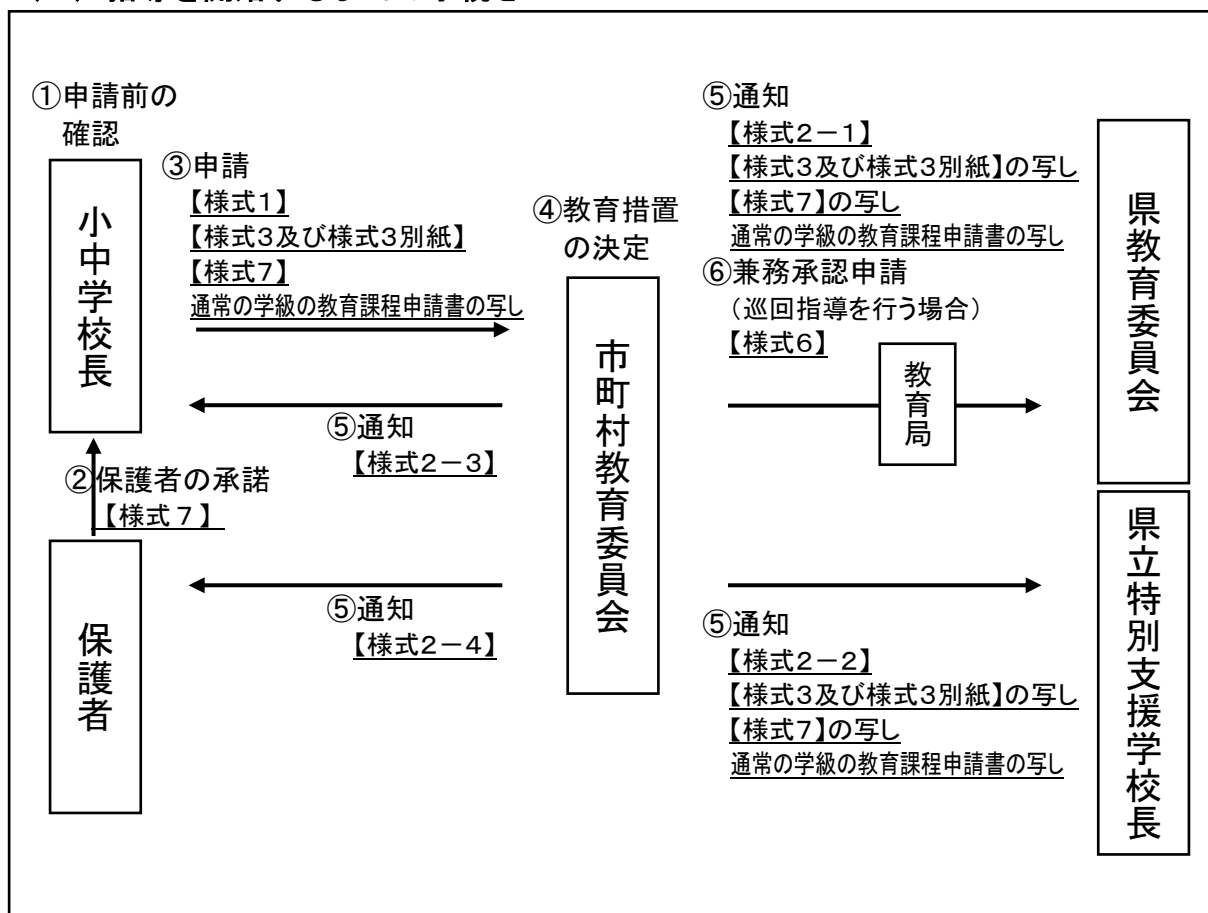 ①申請前の
確認
小中学校長
③申請
【様式1】
【様式3及び様式3別紙】
【様式7】
通常の学級の教育課程申請書の写し
⑤通知
【様式2-3】
②保護者の承諾
【様式7】
保護者
⑤通知
【様式2-4】
④教育措置
の決定
市町村教育委員会
⑤通知
【様式2-1】
【様式3及び様式3別紙】の写し
【様式7】の写し
通常の学級の教育課程申請書の写し
⑥兼務承認申請
(巡回指導を行う場合)
【様式6】
教育局
県教育委員会
⑤通知
【様式2-2】
【様式3及び様式3別紙】の写し
【様式7】の写し
通常の学級の教育課程申請書の写し
県立特別支援学校長